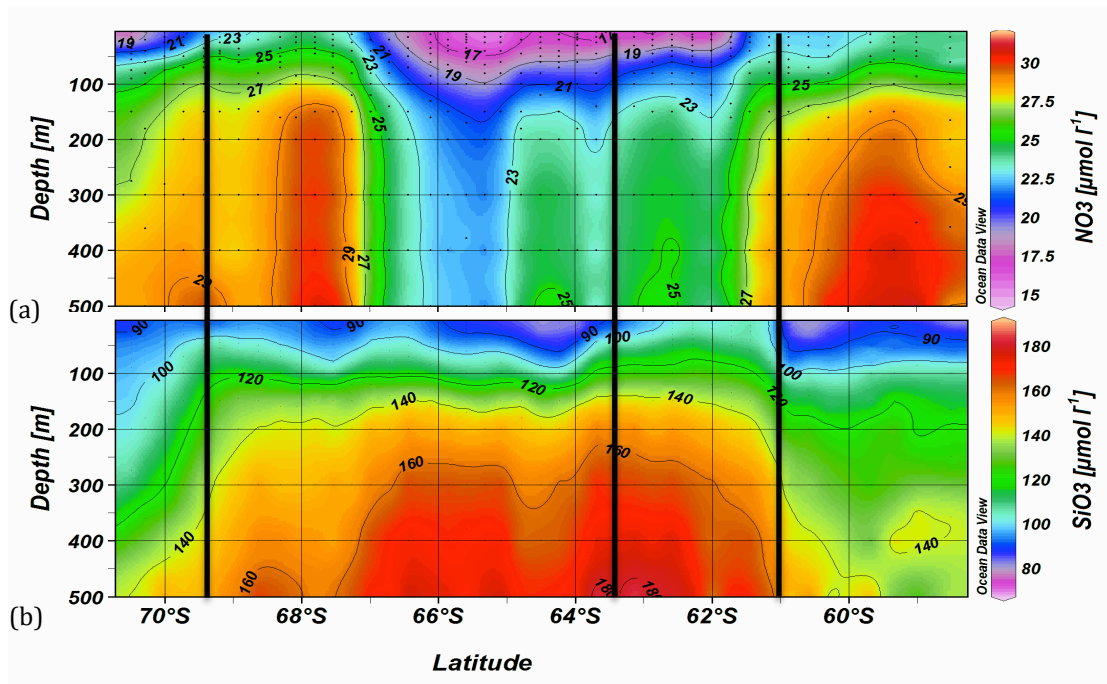 19 21 23 25 27 21 23 19 17 17 19 21 23 25
25 23 29 27 25 25 27 29
100
200
300
400
500
Depth [m]
Ocean Data View
30
27.5
25
22.5
20
17.5
15
NO3 [µmol l⁻¹]
(a)
90 90 90 100 90
100 120 120 100
140 140 120
160 160
140 160 180 180 140
100
200
300
400
500
Depth [m]
Ocean Data View
180
160
140
120
100
80
SiO3 [µmol l⁻¹]
(b)
70°S 68°S 66°S 64°S 62°S 60°S
Latitude